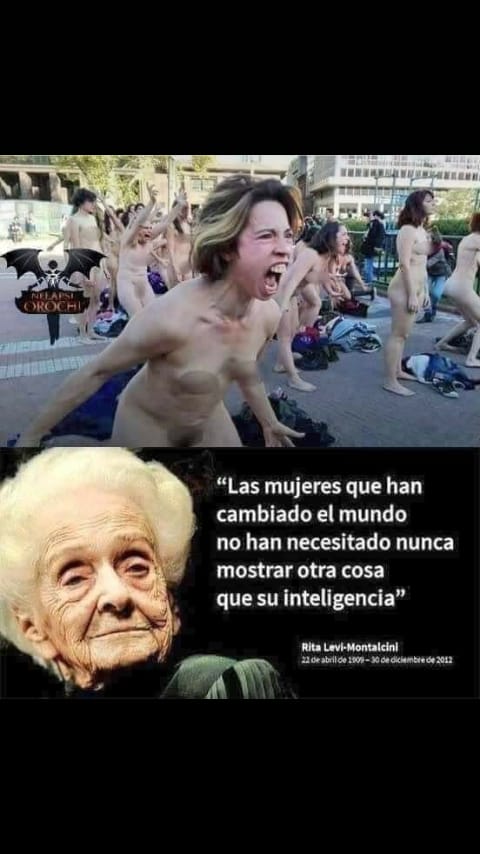 NELAPSI
OROCHI
“Las mujeres que han
cambiado el mundo
no han necesitado nunca
mostrar otra cosa
que su inteligencia”
Rita Levi-Montalcini
22 de abril de 1909 – 30 de diciembre de 2012